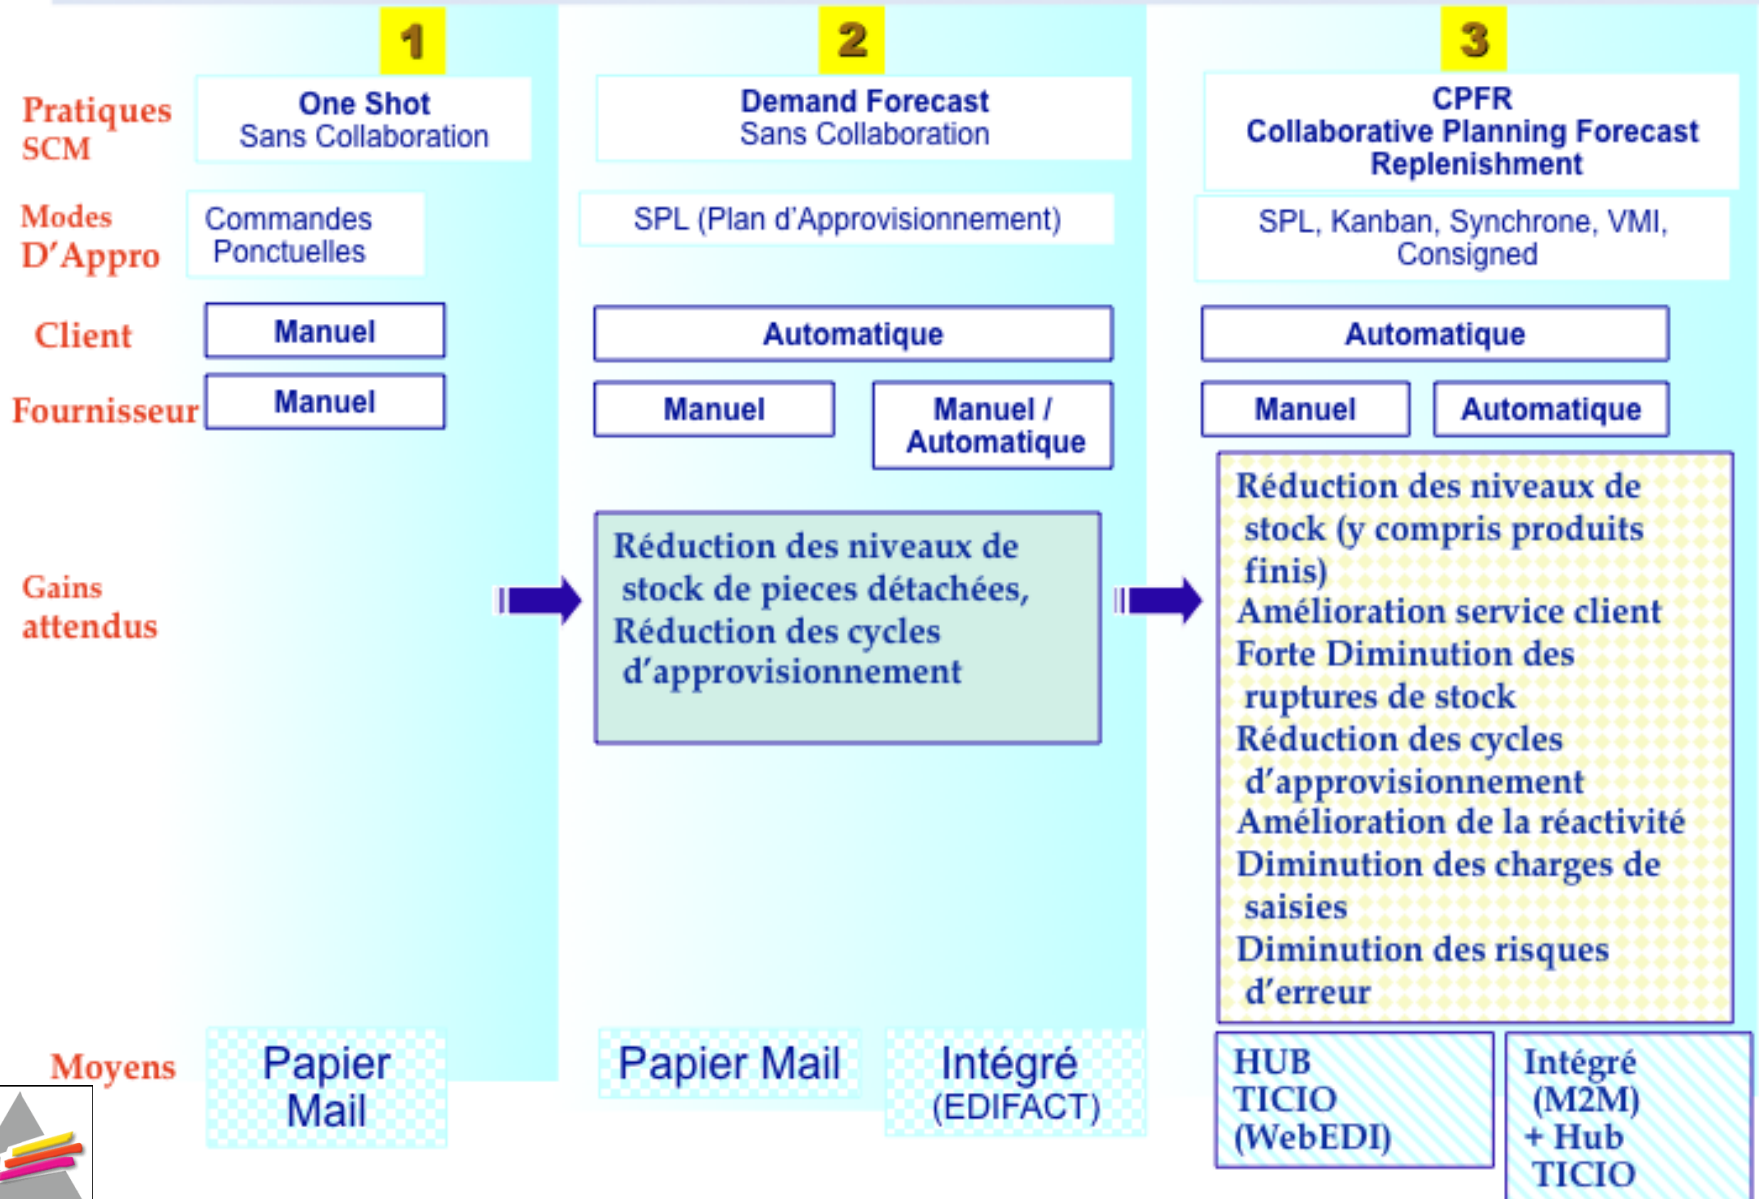 1
2
3
Pratiques
SCM
One Shot
Sans Collaboration
Demand Forecast
Sans Collaboration
CPFR
Collaborative Planning Forecast
Replenishment
Modes
D’Appro
Commandes
Ponctuelles
SPL (Plan d’Approvisionnement)
SPL, Kanban, Synchrone, VMI,
Consigned
Client
Manuel
Automatique
Automatique
Fournisseur
Manuel
Manuel
Manuel /
Automatique
Manuel
Automatique
Gains
attendus
Réduction des niveaux de
stock de pieces détachées,
Réduction des cycles
d’approvisionnement
Réduction des niveaux de
stock (y compris produits
finis)
Amélioration service client
Forte Diminution des
ruptures de stock
Réduction des cycles
d’approvisionnement
Amélioration de la réactivité
Diminution des charges de
saisies
Diminution des risques
d’erreur
Moyens
Papier
Mail
Papier Mail
Intégré
(EDIFACT)
HUB
TICIO
(WebEDI)
Intégré
(M2M)
+ Hub
TICIO